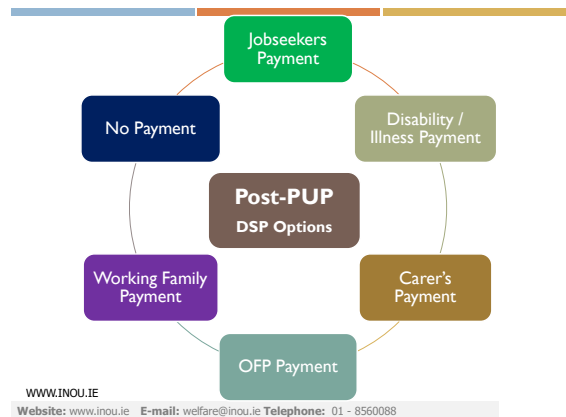 Jobseekers
Payment
No Payment
Disability /
Illness Payment
Post-PUP
DSP Options
Working Family
Payment
Carer's
Payment
OFP Payment
WWW.INOU.IE
Website: www.inou.ie E-mail: welfare@inou.ie Telephone: 01 - 8560088